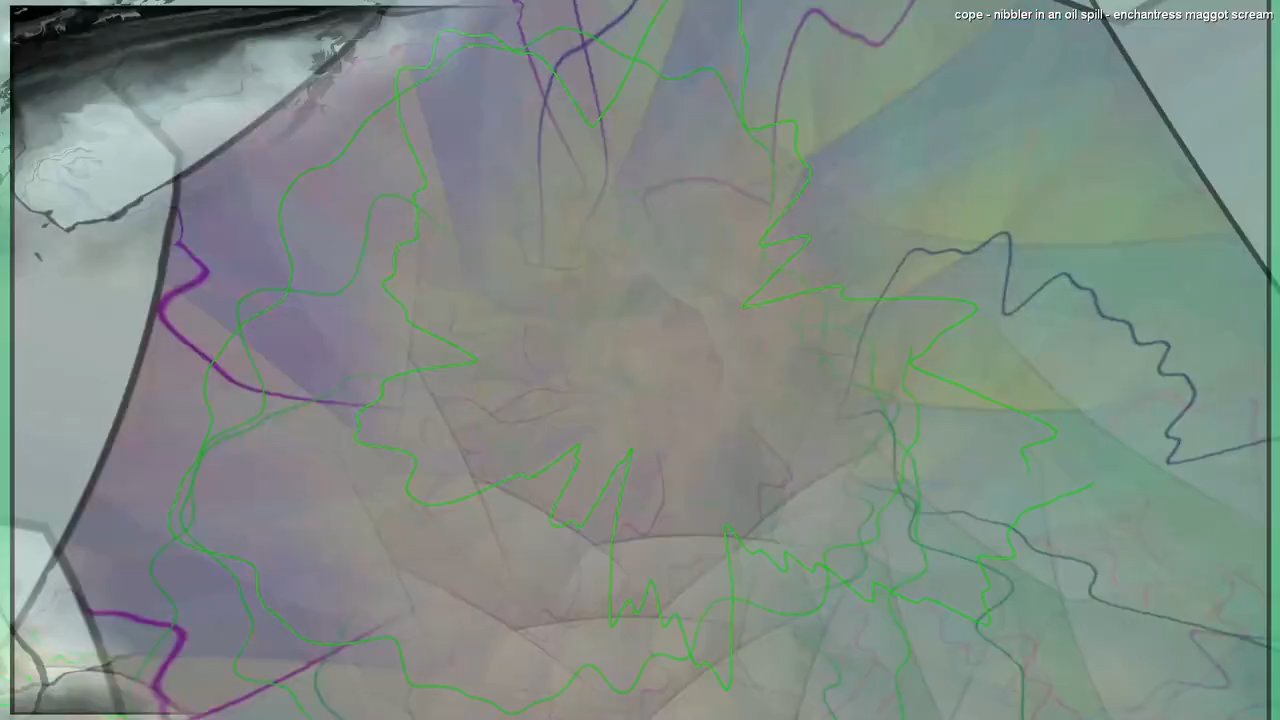 cope - nibbler in an oil spill - enchantress maggot scream